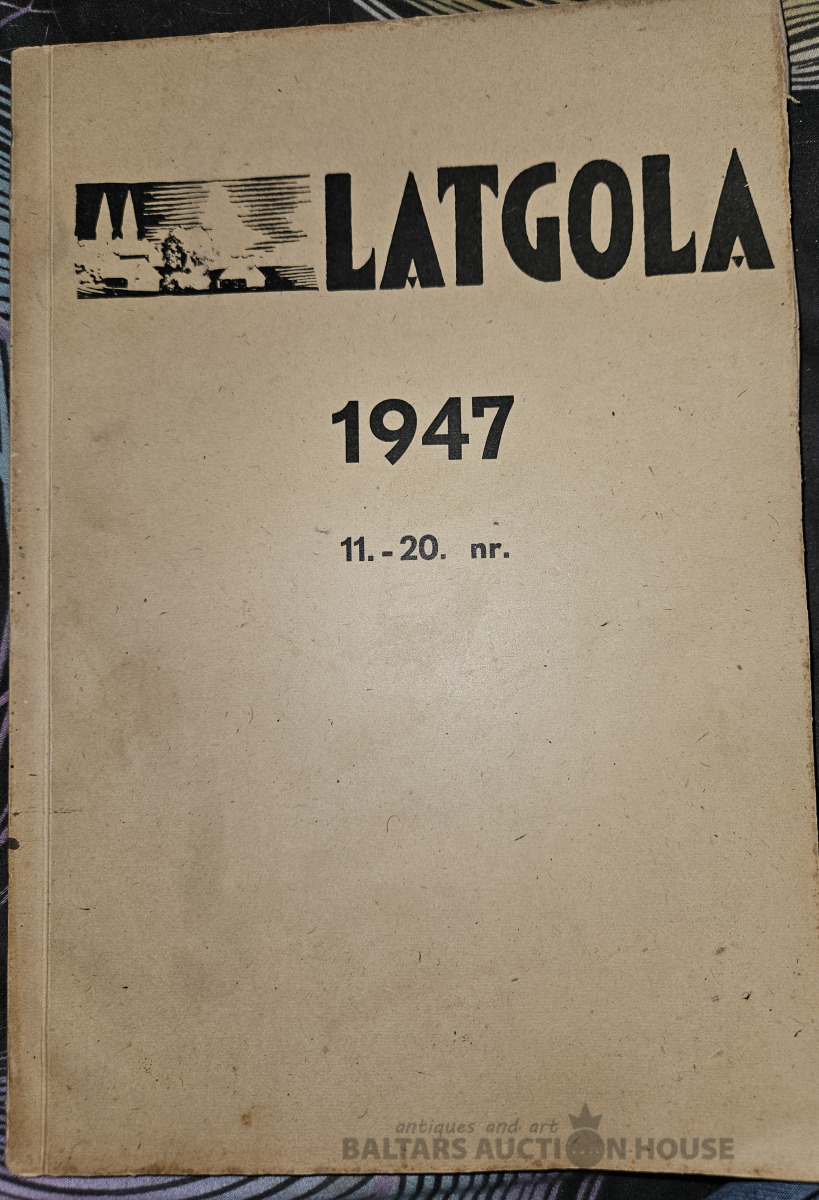 LATGOLA
1947
11.-20. nr.
antiques and art
BALTARS AUCTION HOUSE